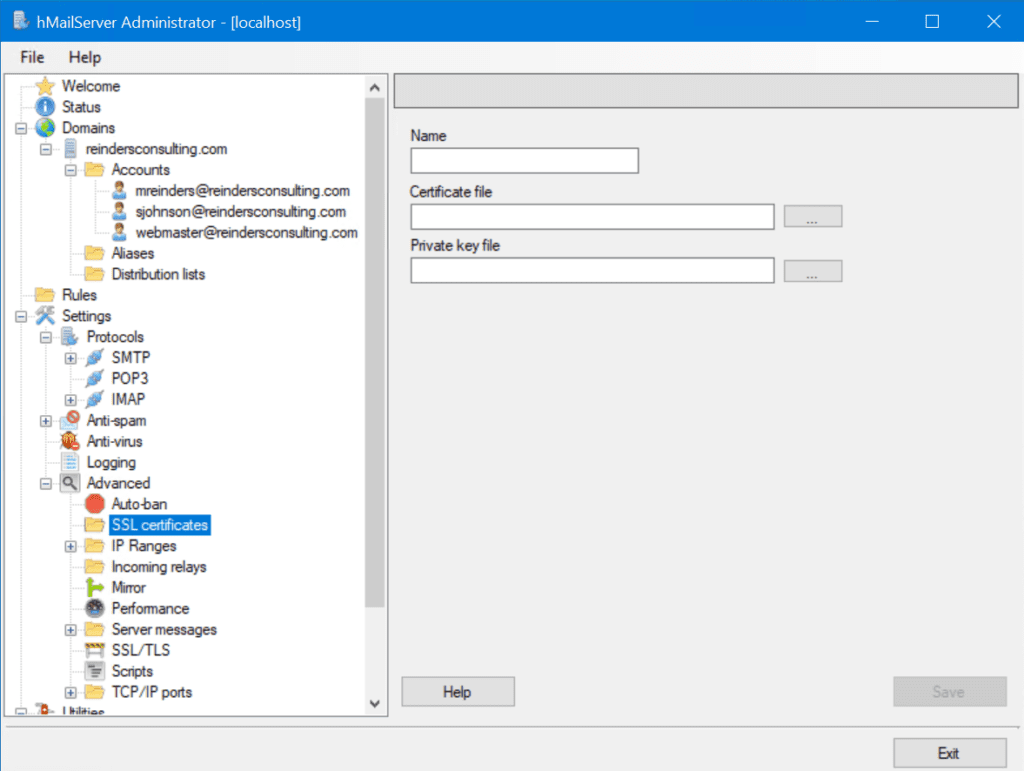 hMailServer Administrator - [localhost]
File Help
Welcome
Status
Domains
reindersconsulting.com
Accounts
mreinders@reindersconsulting.com
sjohnson@reindersconsulting.com
webmaster@reindersconsulting.com
Aliases
Distribution lists
Rules
Settings
Protocols
SMTP
POP3
IMAP
Anti-spam
Anti-virus
Logging
Advanced
Auto-ban
SSL certificates
IP Ranges
Incoming relays
Mirror
Performance
Server messages
SSL/TLS
Scripts
TCP/IP ports
Utilities
Name
Certificate file
...
Private key file
...
Help
Save
Exit